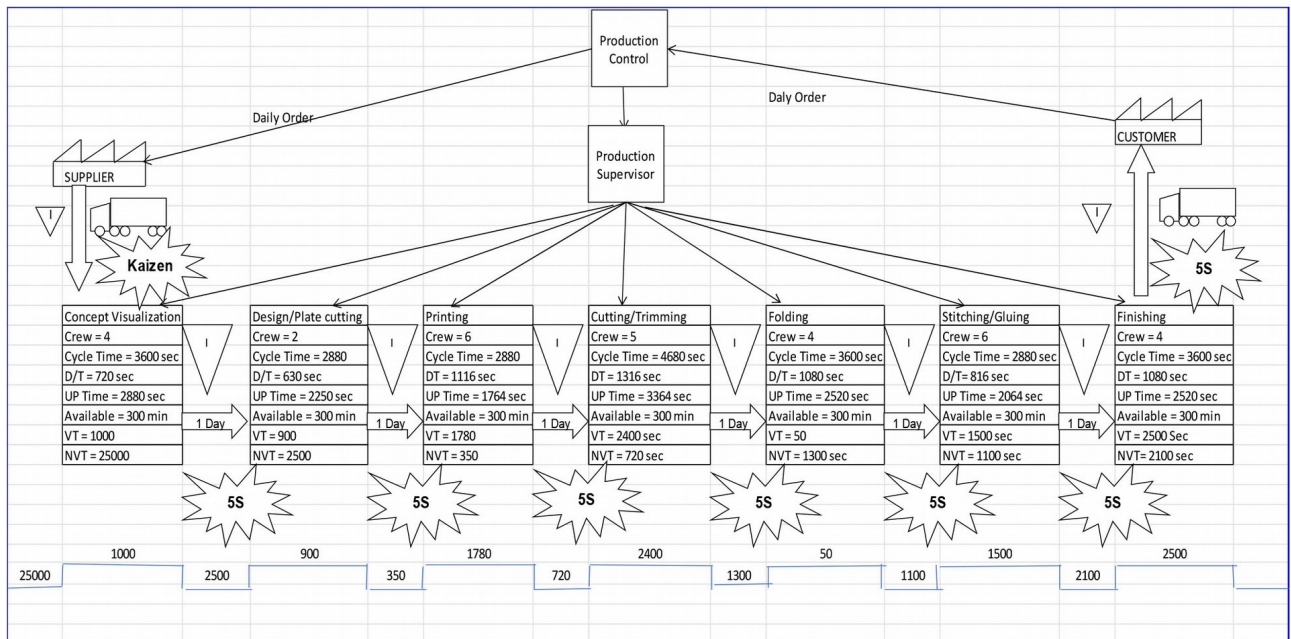 Production
Control
Daily Order
Daly Order
SUPPLIER
CUSTOMER
Production
Supervisor
I
I
Kaizen
5S
Concept Visualization
Crew = 4
Cycle Time = 3600 sec
D/T = 720 sec
UP Time = 2880 sec
Available = 300 min
VT = 1000
NVT = 25000
I
1 Day
Design/Plate cutting
Crew = 2
Cycle Time = 2880
D/T = 630 sec
UP Time = 2250 sec
Available = 300 min
VT = 900
NVT = 2500
I
1 Day
Printing
Crew = 6
Cycle Time = 2880
DT = 1116 sec
UP Time = 1764 sec
Available = 300 min
VT = 1780
NVT = 350
I
1 Day
Cutting/Trimming
Crew = 5
Cycle Time = 4680 sec
DT = 1316 sec
UP Time = 3364 sec
Available = 300 min
VT = 2400 sec
NVT = 720 sec
I
1 Day
Folding
Crew = 4
Cycle Time = 3600 sec
D/T = 1080 sec
UP Time = 2520 sec
Available = 300 min
VT = 50
NVT = 1300 sec
I
1 Day
Stitching/Gluing
Crew = 6
Cycle Time = 2880 sec
D/T= 816 sec
UP Time = 2064 sec
Available = 300 min
VT = 1500 sec
NVT = 1100 sec
I
1 Day
Finishing
Crew = 4
Cycle Time = 3600 sec
DT = 1080 sec
UP Time = 2520 sec
Available = 300 min
VT = 2500 Sec
NVT= 2100 sec
5S
5S
5S
5S
5S
5S
1000 900 1780 2400 50 1500 2500
25000 2500 350 720 1300 1100 2100